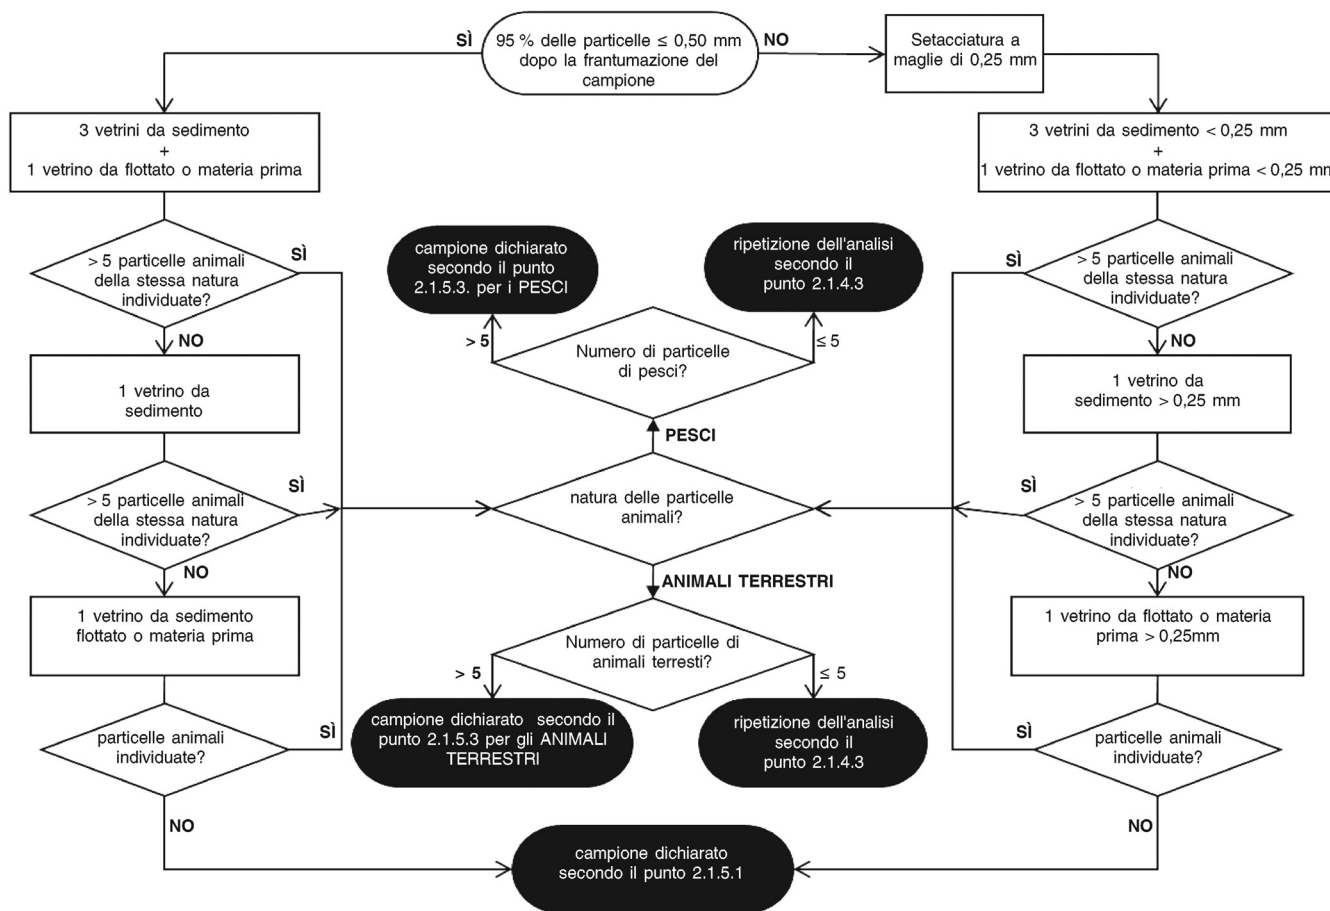 SÌ
95 % delle particelle ≤ 0,50 mm
dopo la frantumazione del
campione
NO
Setacciatura a
maglie di 0,25 mm
3 vetrini da sedimento
+
1 vetrino da flottato o materia prima
3 vetrini da sedimento < 0,25 mm
+
1 vetrino da flottato o materia prima < 0,25 mm
> 5 particelle animali
della stessa natura
individuate?
SÌ
NO
campione dichiarato
secondo il punto
2.1.5.3. per i PESCI
ripetizione dell'analisi
secondo il
punto 2.1.4.3
SÌ
> 5 particelle animali
della stessa natura
individuate?
NO
> 5
Numero di particelle
di pesci?
≤ 5
1 vetrino da
sedimento
1 vetrino da
sedimento > 0,25 mm
PESCI
> 5 particelle animali
della stessa natura
individuate?
SÌ
NO
natura delle particelle
animali?
SÌ
> 5 particelle animali
della stessa natura
individuate?
NO
ANIMALI TERRESTRI
1 vetrino da sedimento
flottato o materia prima
Numero di particelle di
animali terresti?
1 vetrino da flottato o materia
prima > 0,25mm
> 5
≤ 5
campione dichiarato secondo il
punto 2.1.5.3 per gli ANIMALI
TERRESTRI
ripetizione dell'analisi
secondo il
punto 2.1.4.3
particelle animali
individuate?
SÌ
NO
SÌ
particelle animali
individuate?
NO
campione dichiarato
secondo il punto 2.1.5.1